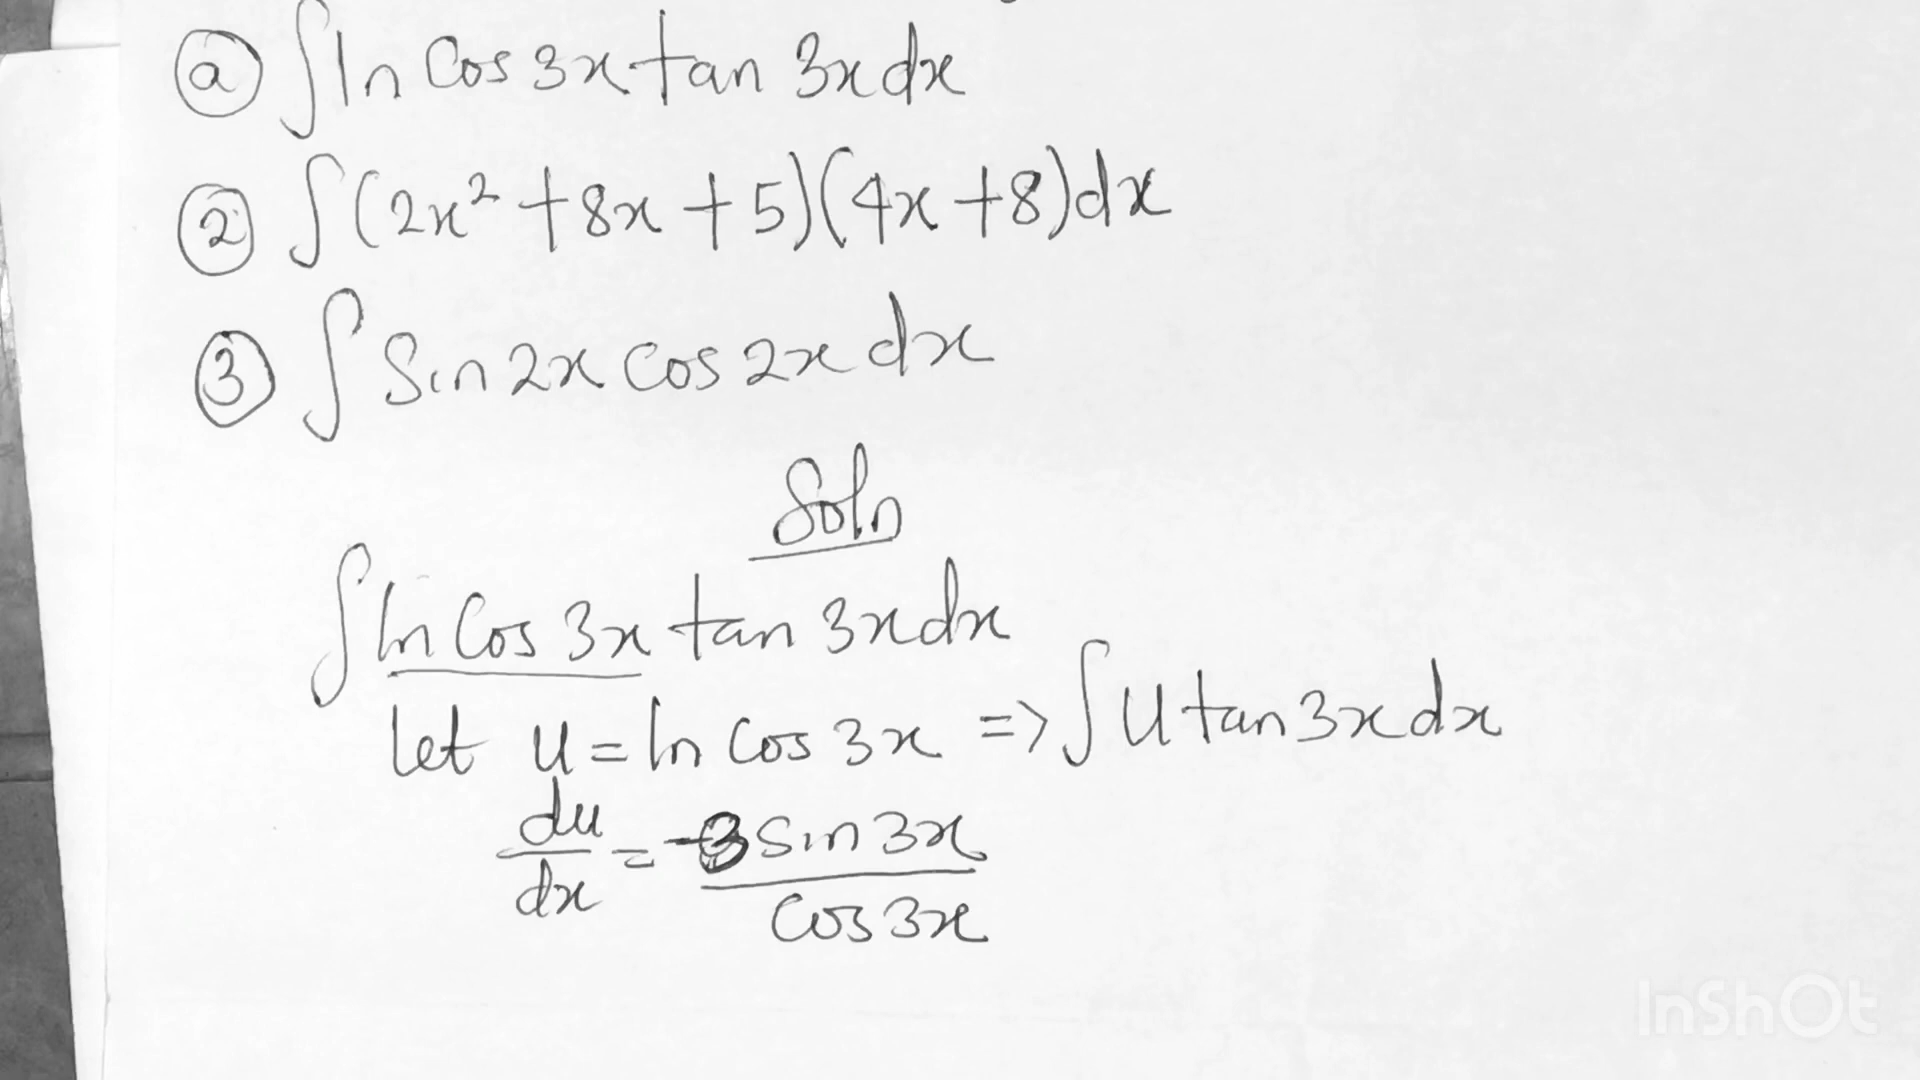 ⓐ ∫ln Cos 3x tan 3x dx
② ∫(2x² + 8x + 5)(4x + 8)dx
③ ∫ Sin 2x cos 2x dx
Soln
∫ ln Cos 3x tan 3x dx
let u = ln Cos 3x => ∫ u tan 3x dx
du/dx = -3 sin 3x / cos 3x
InShOt